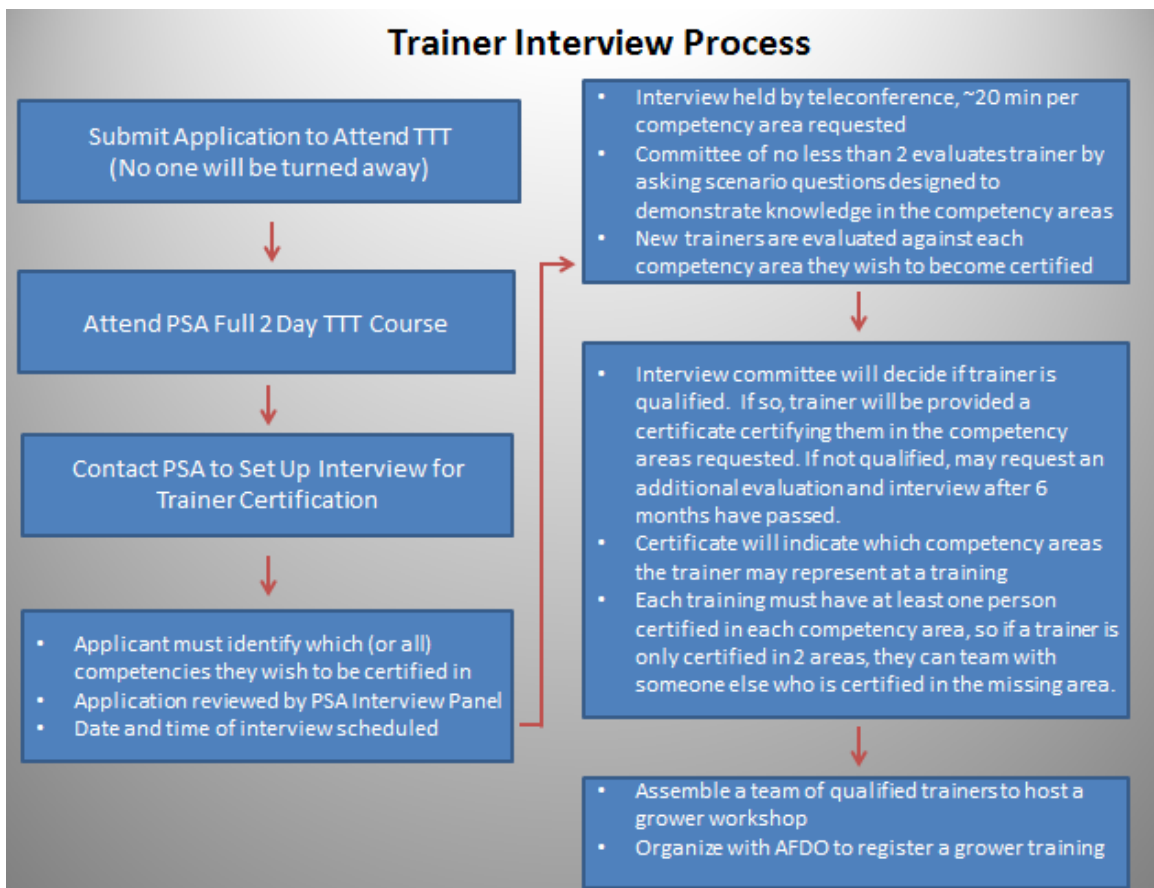 Trainer Interview Process
Submit Application to Attend TTT
(No one will be turned away)
Attend PSA Full 2 Day TTT Course
Contact PSA to Set Up Interview for
Trainer Certification
• Applicant must identify which (or all)
competencies they wish to be certified in
• Application reviewed by PSA Interview Panel
• Date and time of interview scheduled
• Interview held by teleconference, ~20 min per
competency area requested
• Committee of no less than 2 evaluates trainer by
asking scenario questions designed to
demonstrate knowledge in the competency areas
• New trainers are evaluated against each
competency area they wish to become certified
• Interview committee will decide if trainer is
qualified. If so, trainer will be provided a
certificate certifying them in the competency
areas requested. If not qualified, may request an
additional evaluation and interview after 6
months have passed.
• Certificate will indicate which competency areas
the trainer may represent at a training
• Each training must have at least one person
certified in each competency area, so if a trainer is
only certified in 2 areas, they can team with
someone else who is certified in the missing area.
• Assemble a team of qualified trainers to host a
grower workshop
• Organize with AFDO to register a grower training